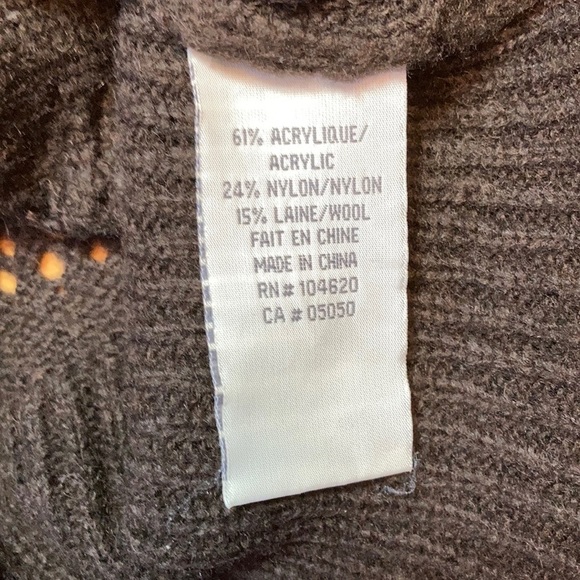 61% ACRYLIQUE/
ACRYLIC
24% NYLON/NYLON
15% LAINE/WOOL
FAIT EN CHINE
MADE IN CHINA
RN# 104620
CA # 05050